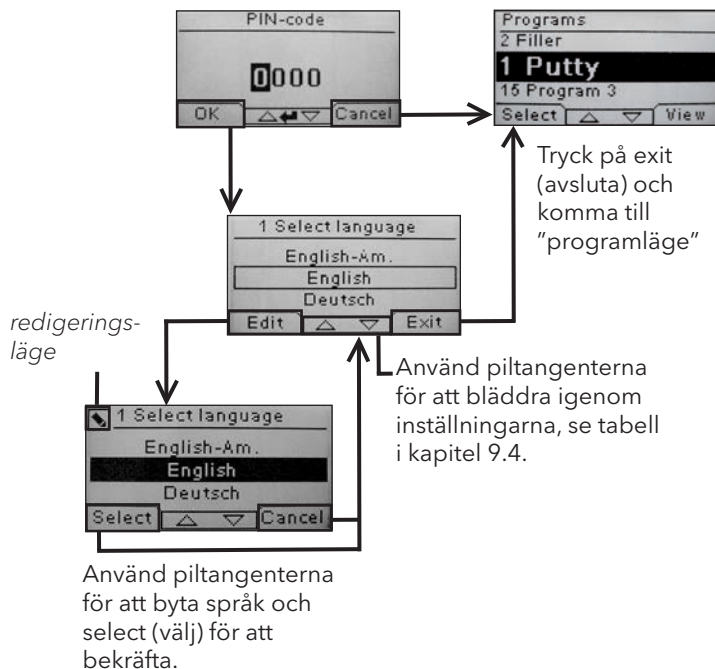 PIN-code
0000
OK Cancel
Programs
2 Filler
1 Putty
15 Program 3
Select View
Tryck på exit
(avsluta) och
komma till
”programläge”
1 Select language
English-Am.
English
Deutsch
Edit Exit
redigerings-
läge
Använd piltangenterna
för att bläddra igenom
inställningarna, se tabell
i kapitel 9.4.
1 Select language
English-Am.
English
Deutsch
Select Cancel
Använd piltangenterna
för att byta språk och
select (välj) för att
bekräfta.